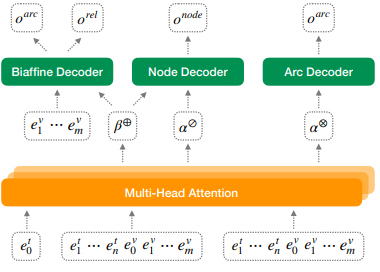 o^arc o^rel o^node o^arc
Biaffine Decoder Node Decoder Arc Decoder
e_1^v ⋯ e_m^v β^⊕ α^⊘ α^⊗
Multi-Head Attention
e_0^t e_1^t ⋯ e_n^t e_0^v e_1^v ⋯ e_m^v e_1^t ⋯ e_n^t e_0^v e_1^v ⋯ e_m^v